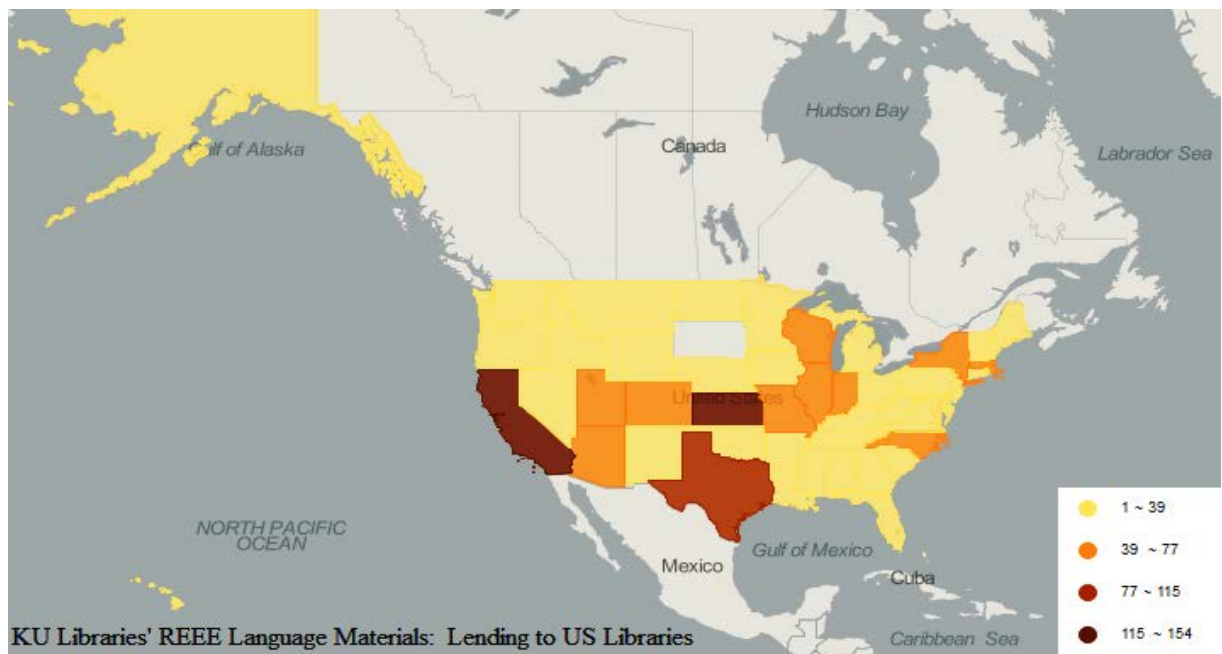 Hudson Bay
Gulf of Alaska
Canada
Labrador Sea
United States
NORTH PACIFIC
OCEAN
Gulf of Mexico
Mexico
Cuba
Caribbean Sea
1 ~ 39
39 ~ 77
77 ~ 115
115 ~ 154
KU Libraries' REEE Language Materials: Lending to US Libraries